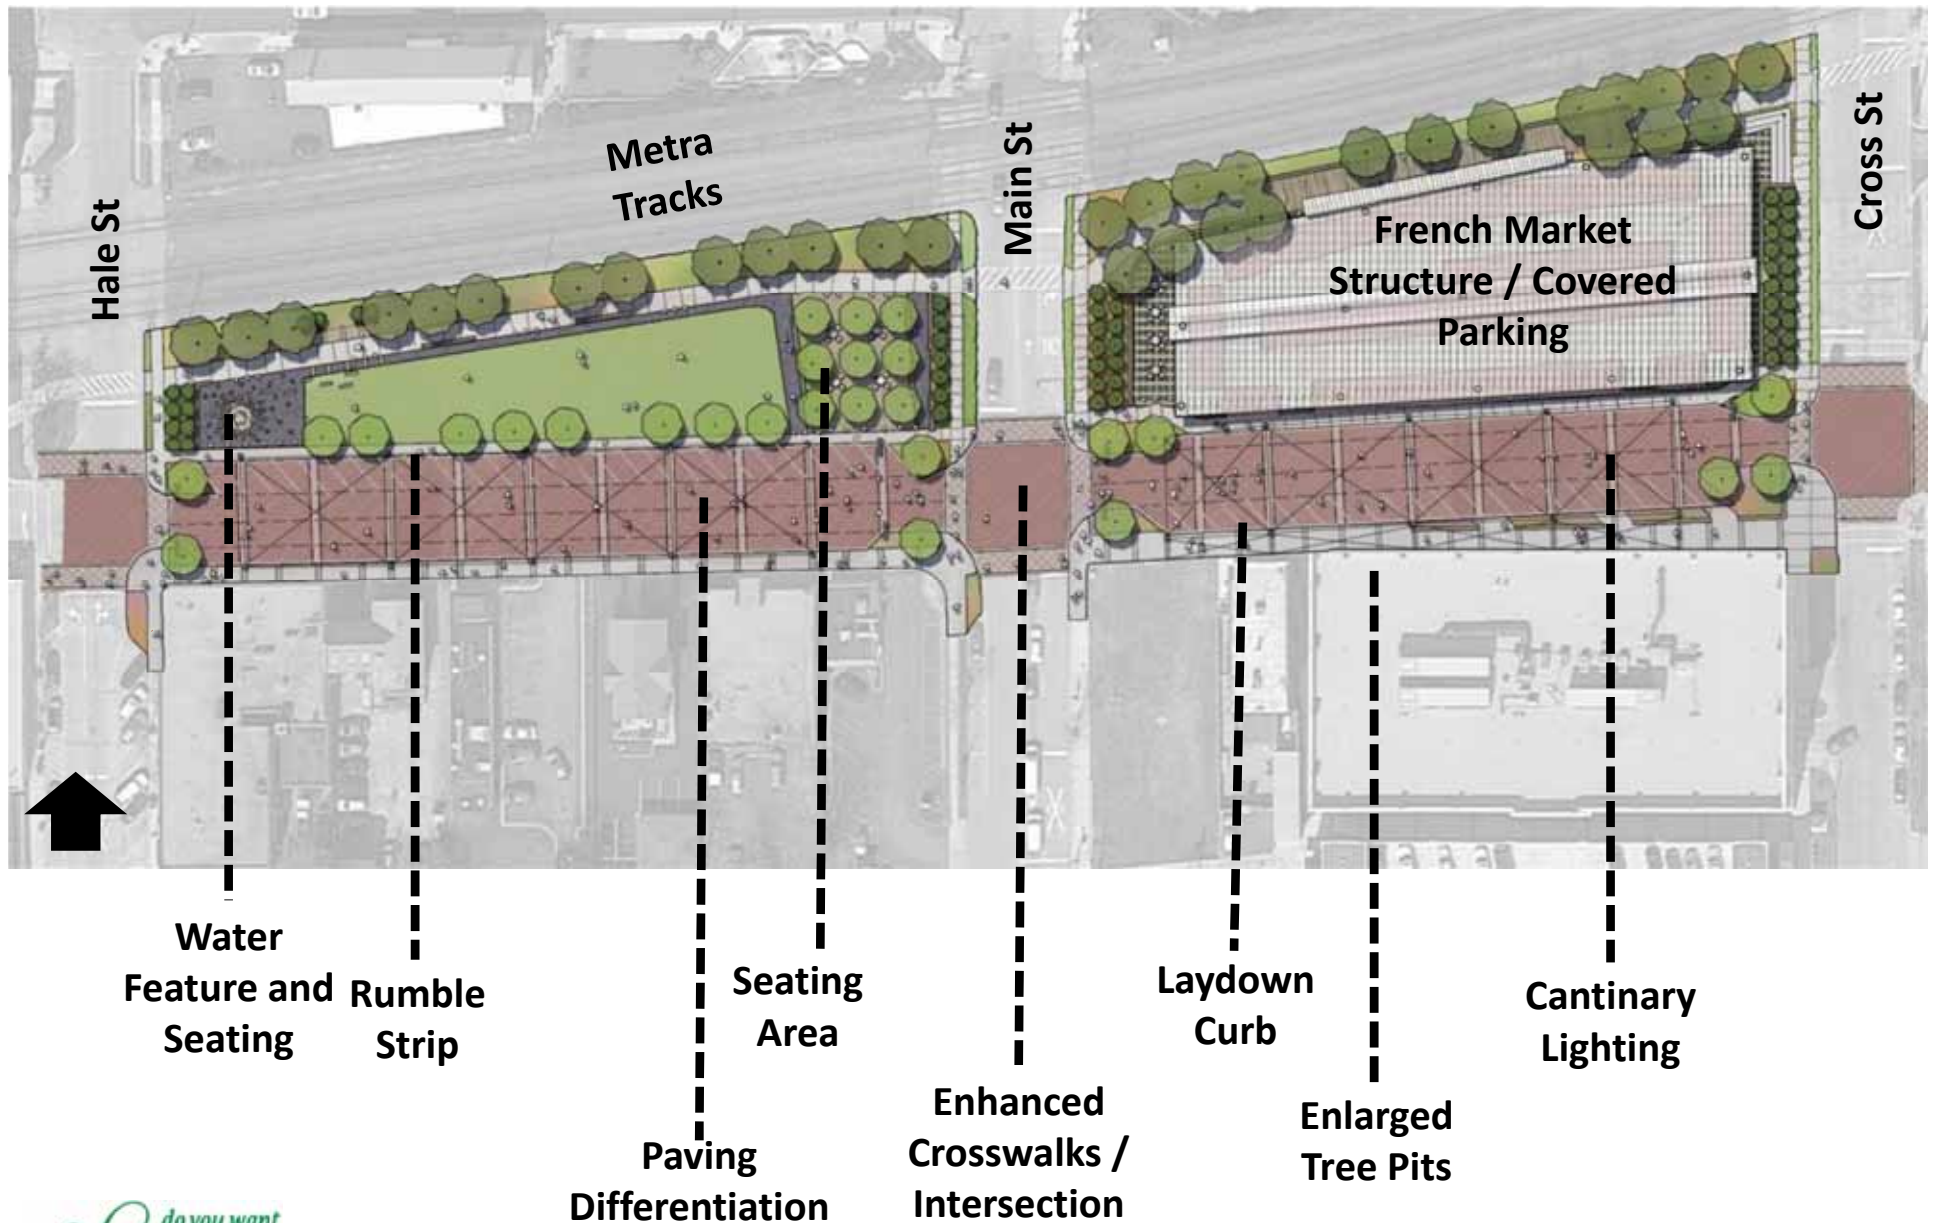 Metra
Tracks
Hale St
Main St
Cross St
French Market
Structure / Covered
Parking
Water
Feature and
Seating
Rumble
Strip
Paving
Differentiation
Seating
Area
Enhanced
Crosswalks /
Intersection
Laydown
Curb
Enlarged
Tree Pits
Cantinary
Lighting
do you want